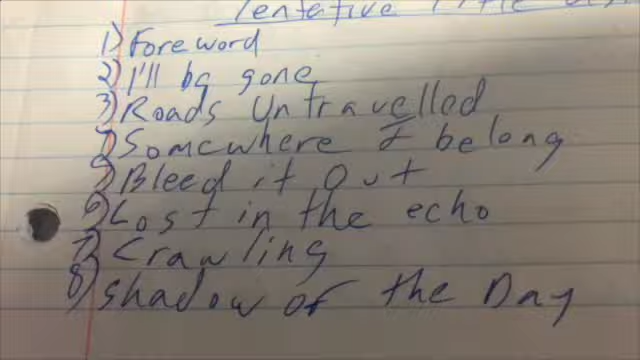 Tentative Title
1) Foreword
2) I'll be gone
3) Roads Untravelled
4) Somewhere I belong
5) Bleed it Out
6) Lost in the echo
7) Crawling
8) Shadow of the Day